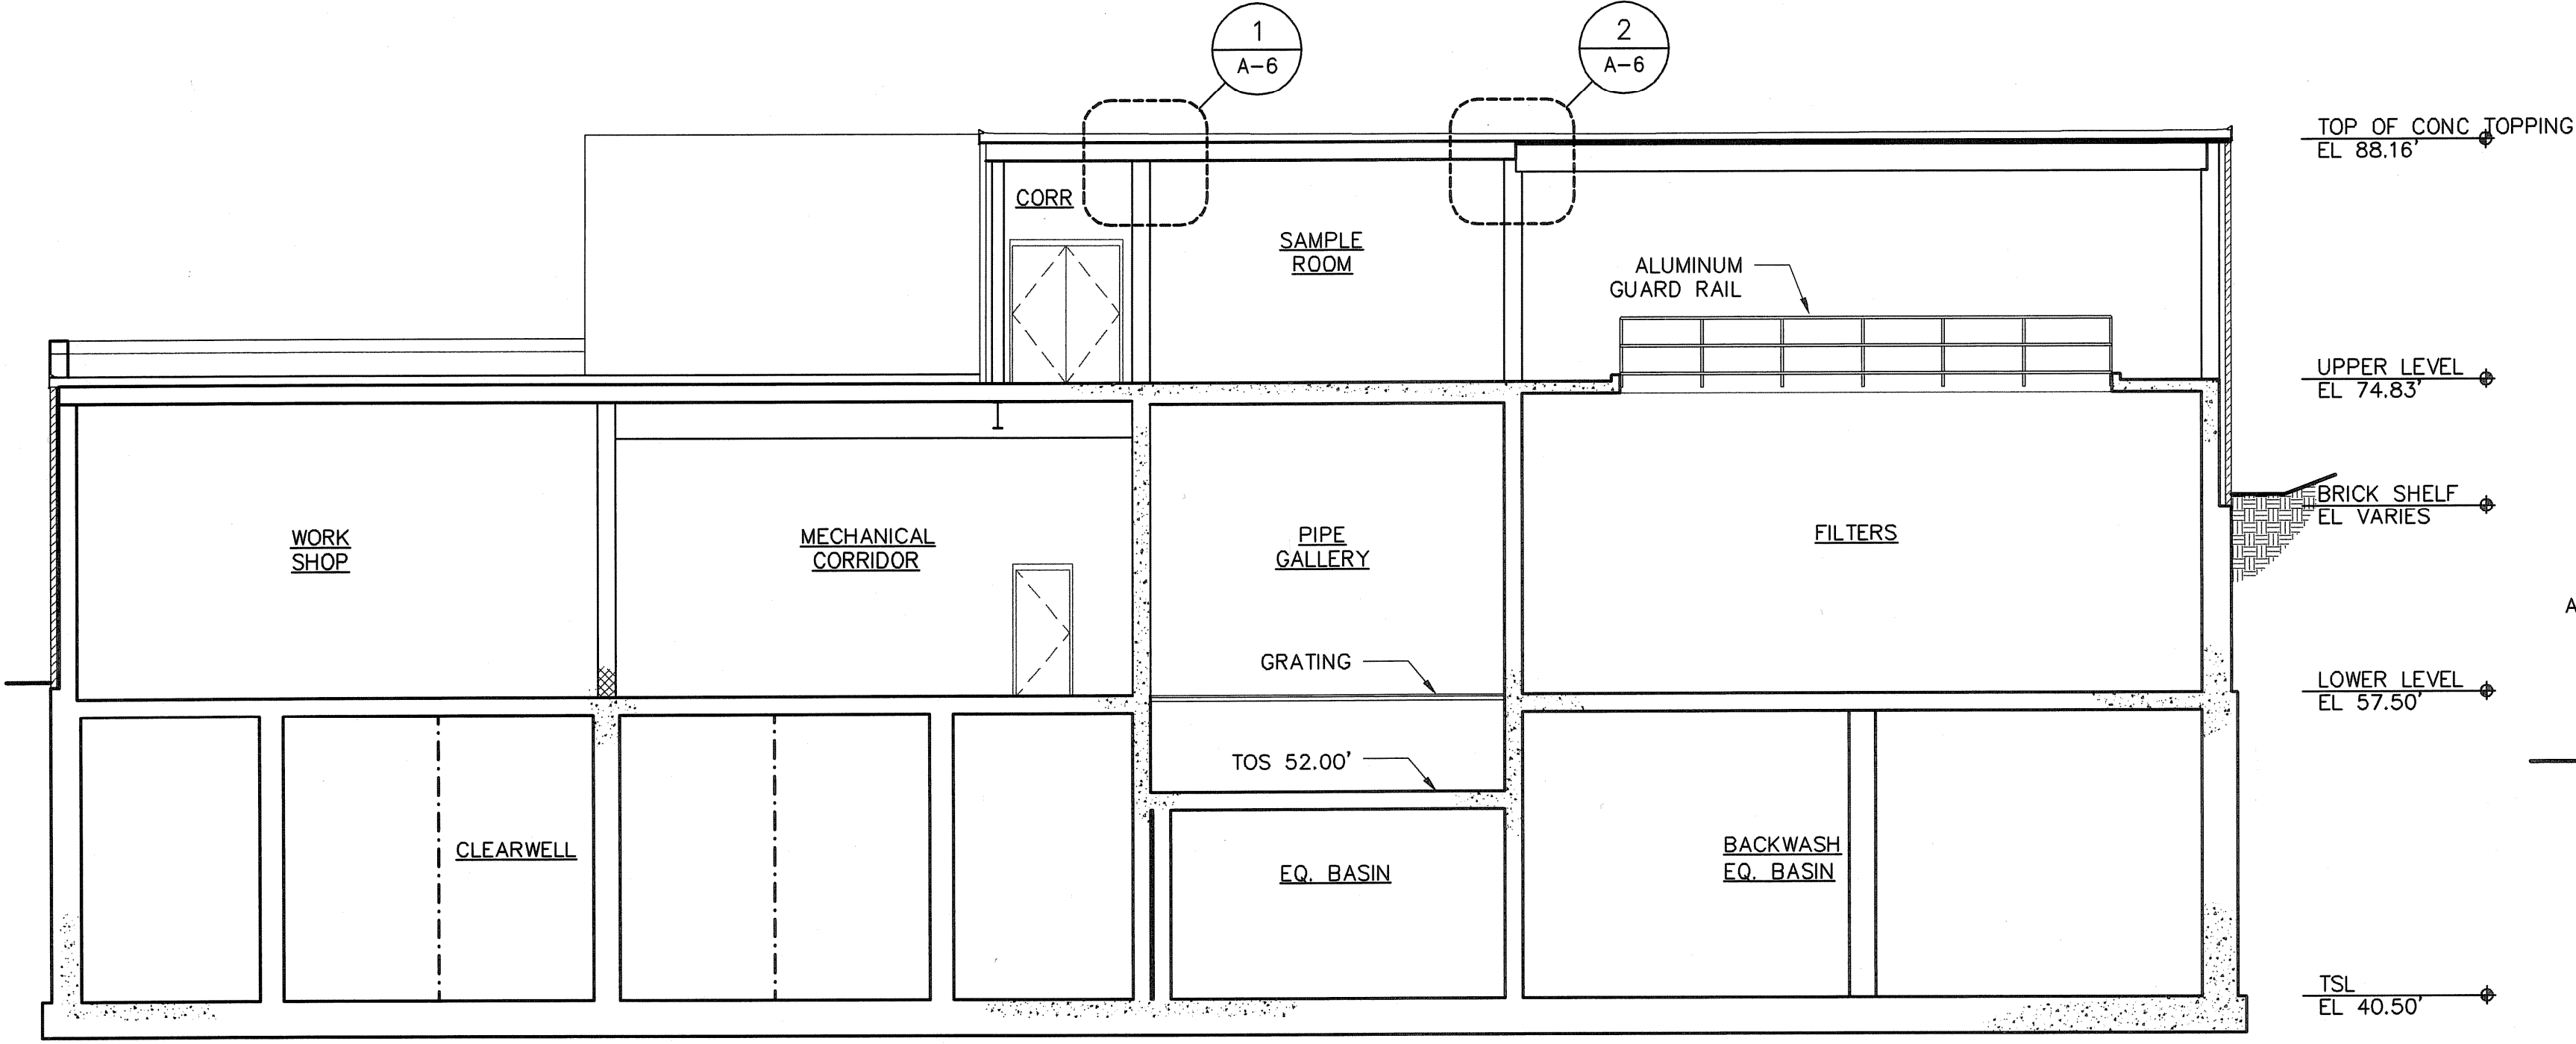 1
A-6
2
A-6
TOP OF CONC TOPPING
EL 88.16'
CORR
SAMPLE
ROOM
ALUMINUM
GUARD RAIL
UPPER LEVEL
EL 74.83'
BRICK SHELF
EL VARIES
WORK
SHOP
MECHANICAL
CORRIDOR
PIPE
GALLERY
FILTERS
A
GRATING
LOWER LEVEL
EL 57.50'
TOS 52.00'
CLEARWELL
EQ. BASIN
BACKWASH
EQ. BASIN
TSL
EL 40.50'